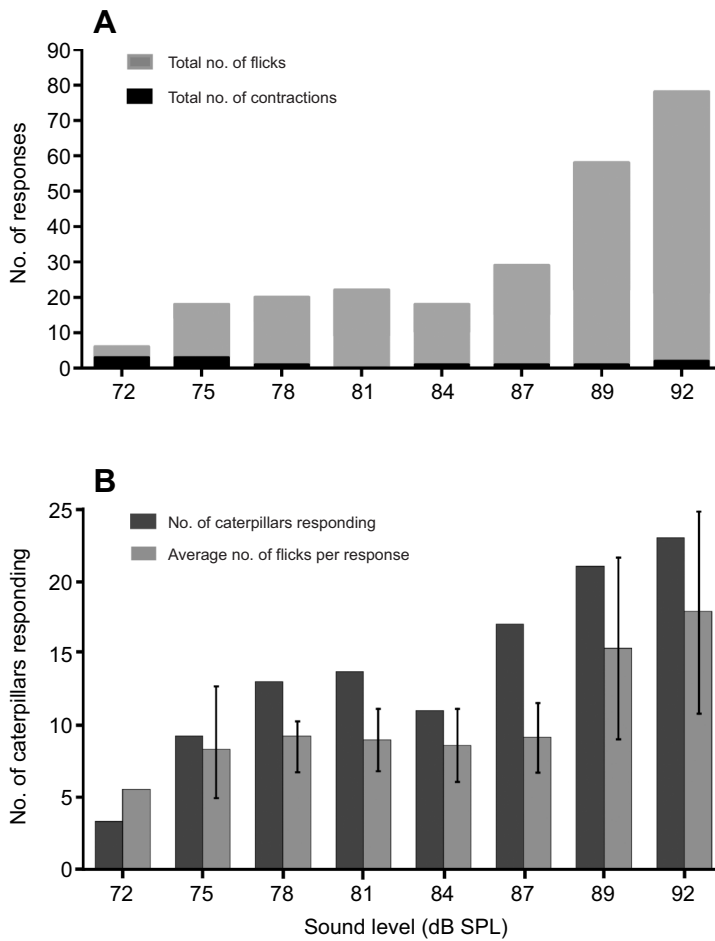 A
90
80
70
60
50
40
30
20
10
0
No. of responses
Total no. of flicks
Total no. of contractions
72 75 78 81 84 87 89 92
B
25
20
15
10
5
0
No. of caterpillars responding
No. of caterpillars responding
Average no. of flicks per response
72 75 78 81 84 87 89 92
Sound level (dB SPL)